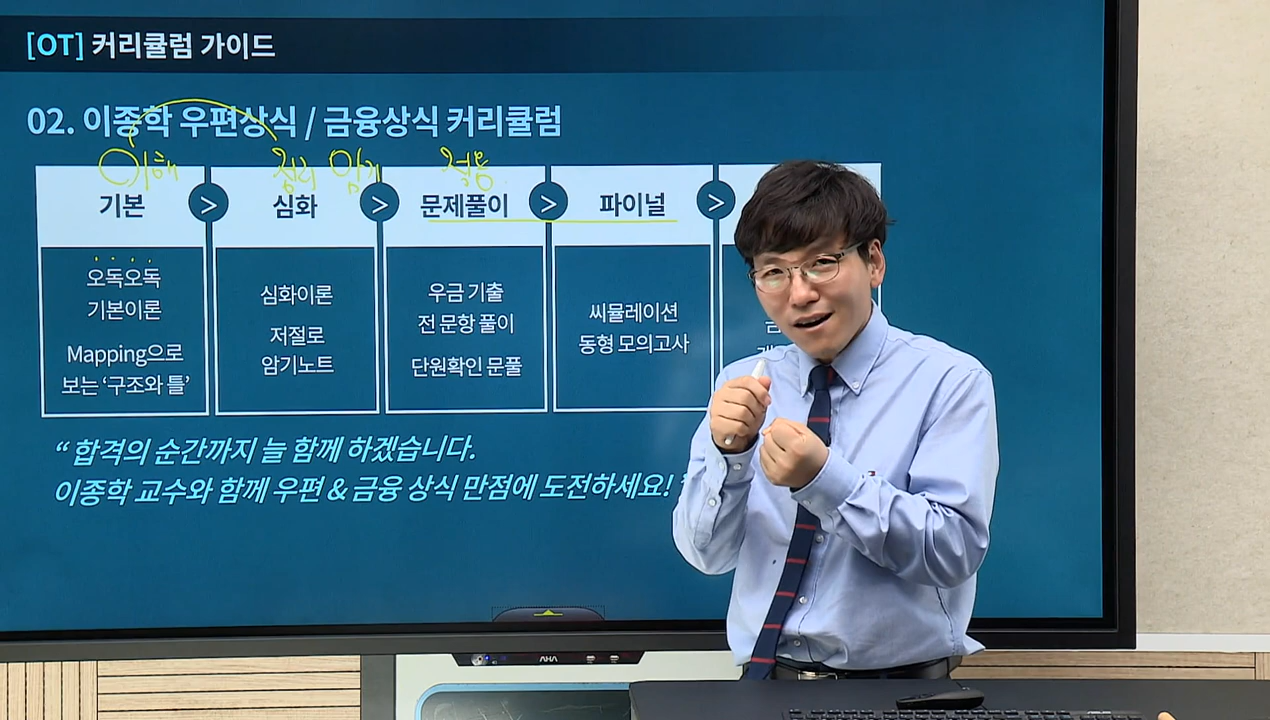 [OT] 커리큘럼 가이드
02. 이종학 우편상식 / 금융상식 커리큘럼
이해 정리 암기 적용
기본 > 심화 > 문제풀이 > 파이널 >
오독오독
기본이론
Mapping으로
보는 ‘구조와 틀’
심화이론
저절로
암기노트
우금 기출
전 문항 풀이
단원확인 문풀
씨뮬레이션
동형 모의고사
“ 합격의 순간까지 늘 함께 하겠습니다.
이종학 교수와 함께 우편 & 금융 상식 만점에 도전하세요! ”
AHA